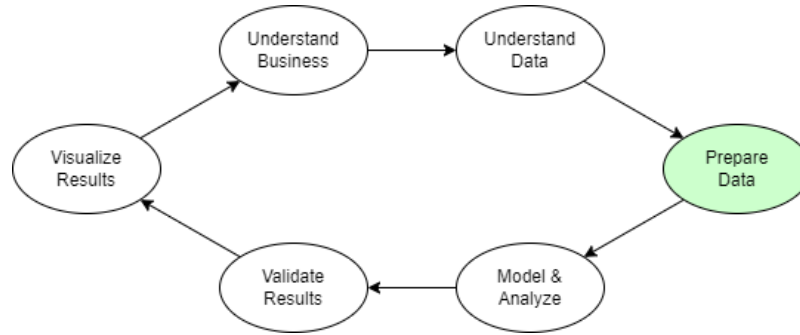 Understand
Business
Understand
Data
Visualize
Results
Prepare
Data
Validate
Results
Model &
Analyze